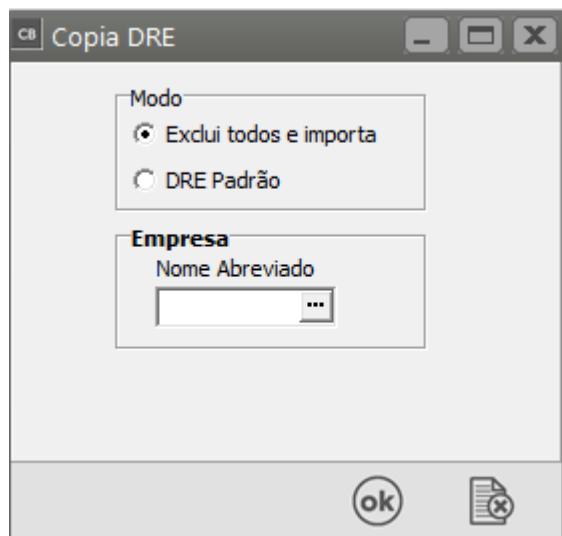 CB Copia DRE
Modo
Exclui todos e importa
DRE Padrão
Empresa
Nome Abreviado
...
ok